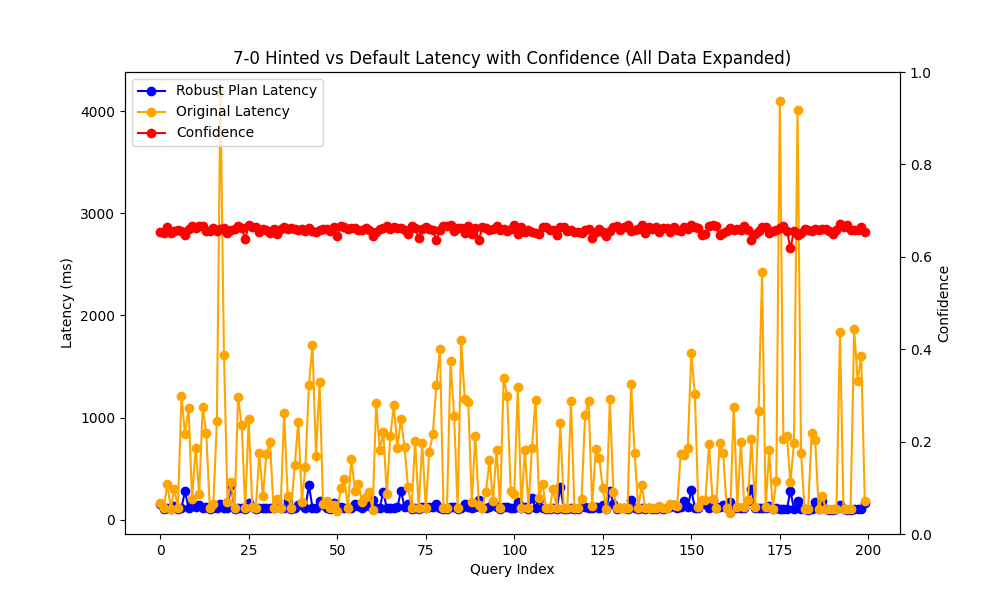 7-0 Hinted vs Default Latency with Confidence (All Data Expanded)
Robust Plan Latency
Original Latency
Confidence
Latency (ms)
4000
3000
2000
1000
0
1.0
0.8
0.6
0.4
0.2
0.0
Confidence
0 25 50 75 100 125 150 175 200
Query Index